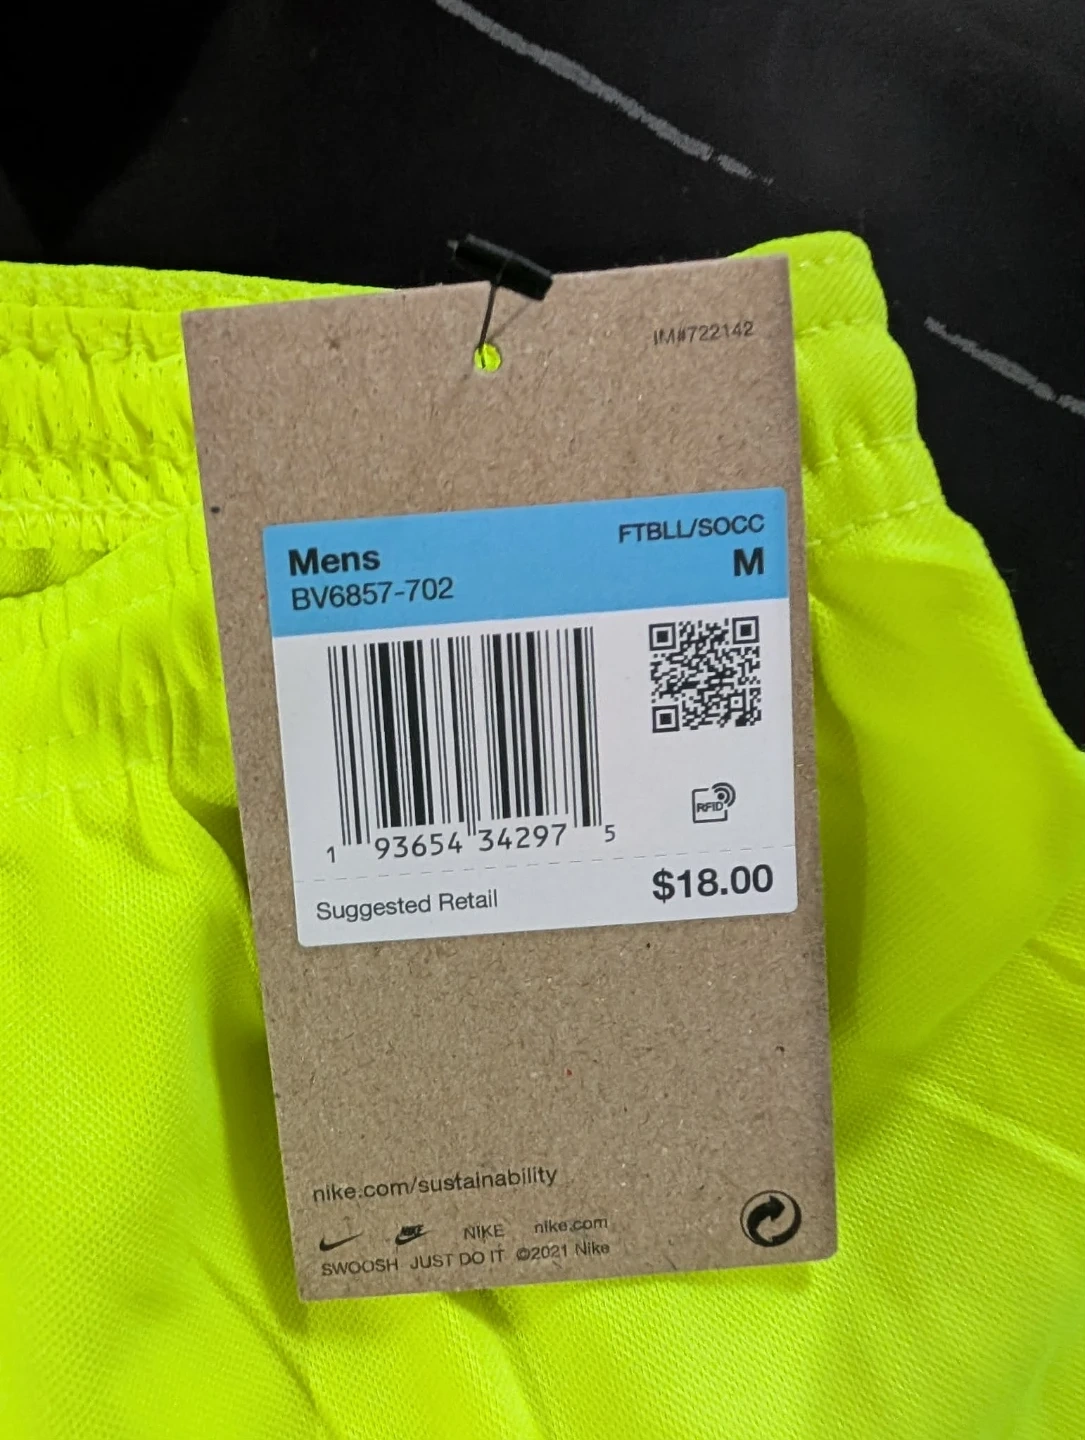 IM#722142
FTBLL/SOCC
Mens
M
BV6857-702
RFID
1 93654 34297 5
Suggested Retail $18.00
nike.com/sustainability
NIKE NIKE nike.com
SWOOSH JUST DO IT ©2021 Nike